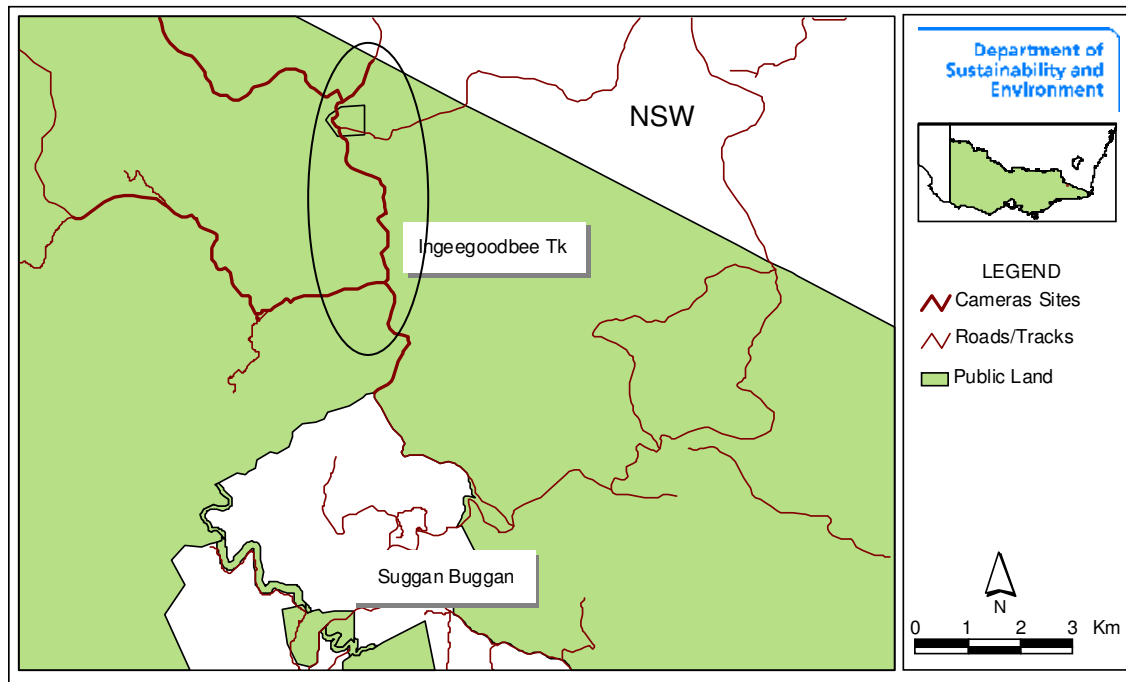 NSW
Ingeegoodbee Tk
Suggan Buggan
Department of
Sustainability and
Environment
LEGEND
Cameras Sites
Roads/Tracks
Public Land
N
0 1 2 3 Km